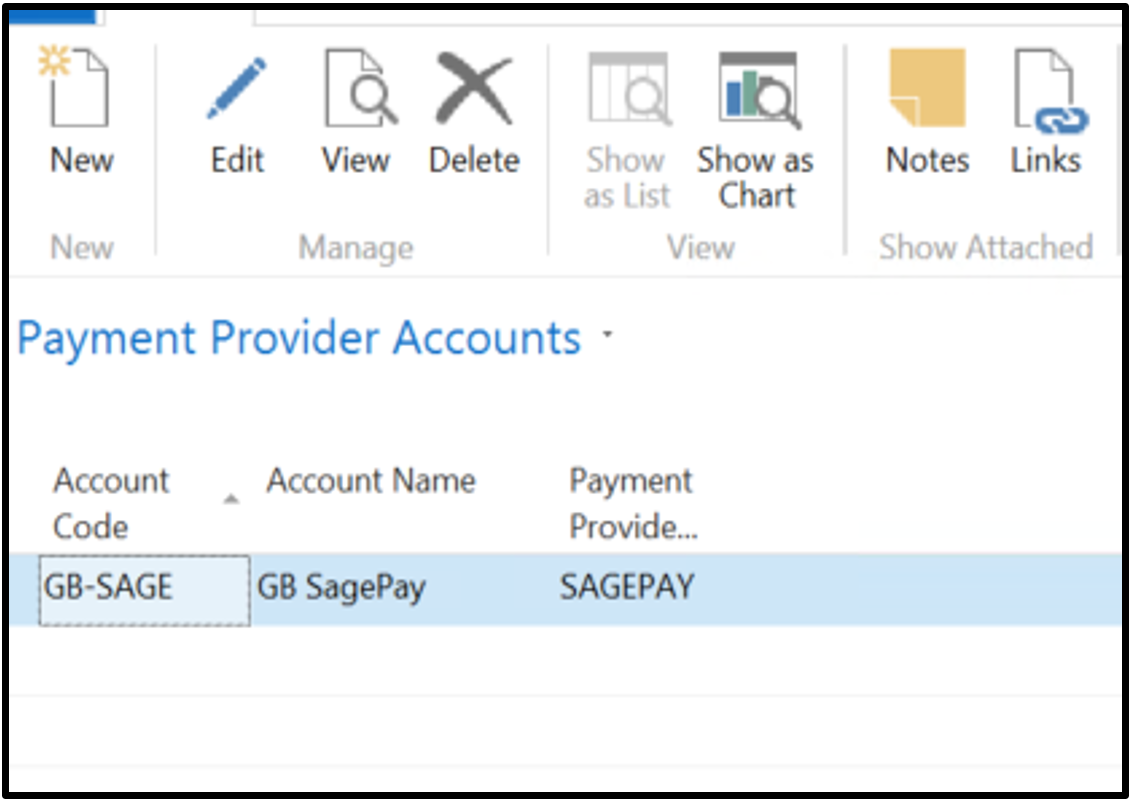 New Edit View Delete Show Show as Notes Links
as List Chart
New Manage View Show Attached
Payment Provider Accounts
Account Account Name Payment
Code Provide...
GB-SAGE GB SagePay SAGEPAY